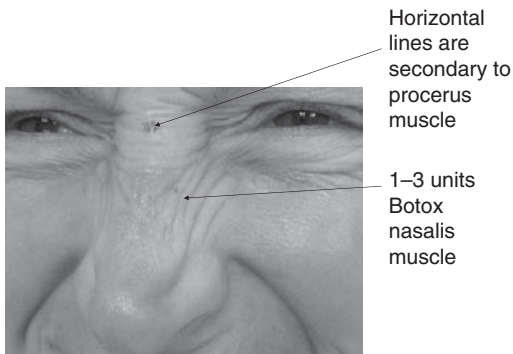 Horizontal
lines are
secondary to
procerus
muscle
1–3 units
Botox
nasalis
muscle